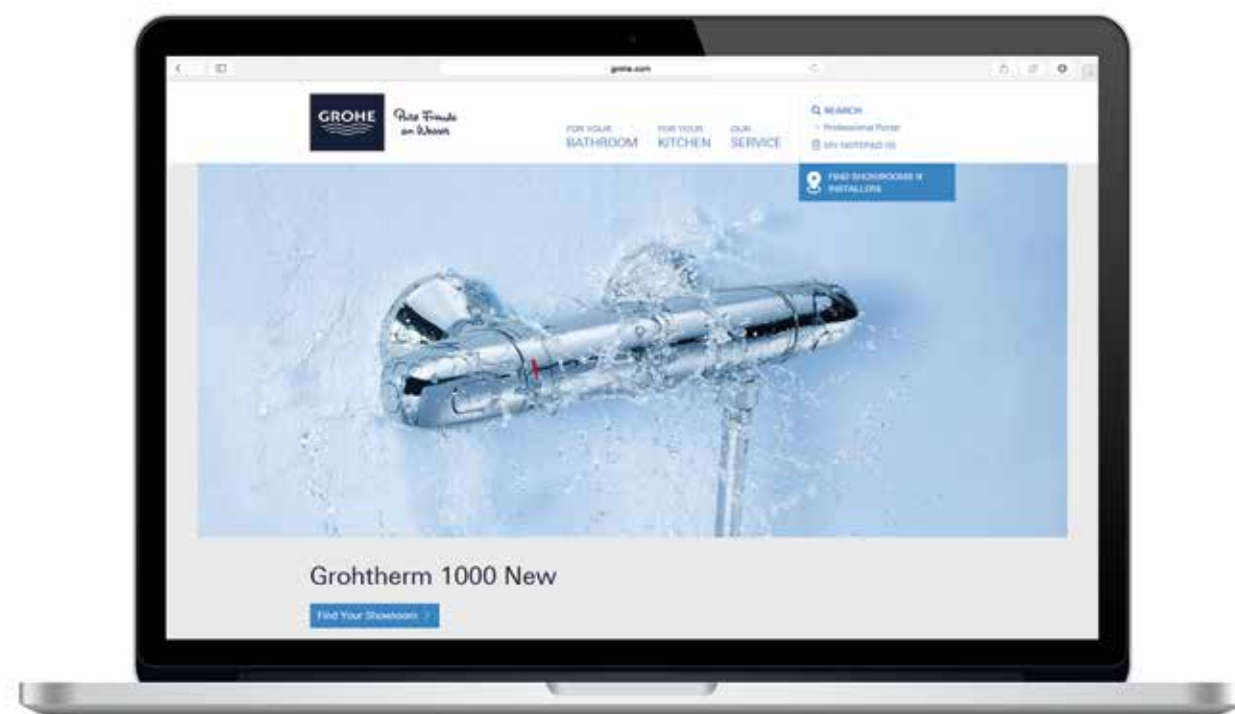 grohe.com
GROHE
Pure Freude
an Wasser
FOR YOUR
BATHROOM
FOR YOUR
KITCHEN
OUR
SERVICE
SEARCH
Professional Portal
MY NOTEPAD (0)
FIND SHOWROOMS &
INSTALLERS
Grohtherm 1000 New
Find Your Showroom